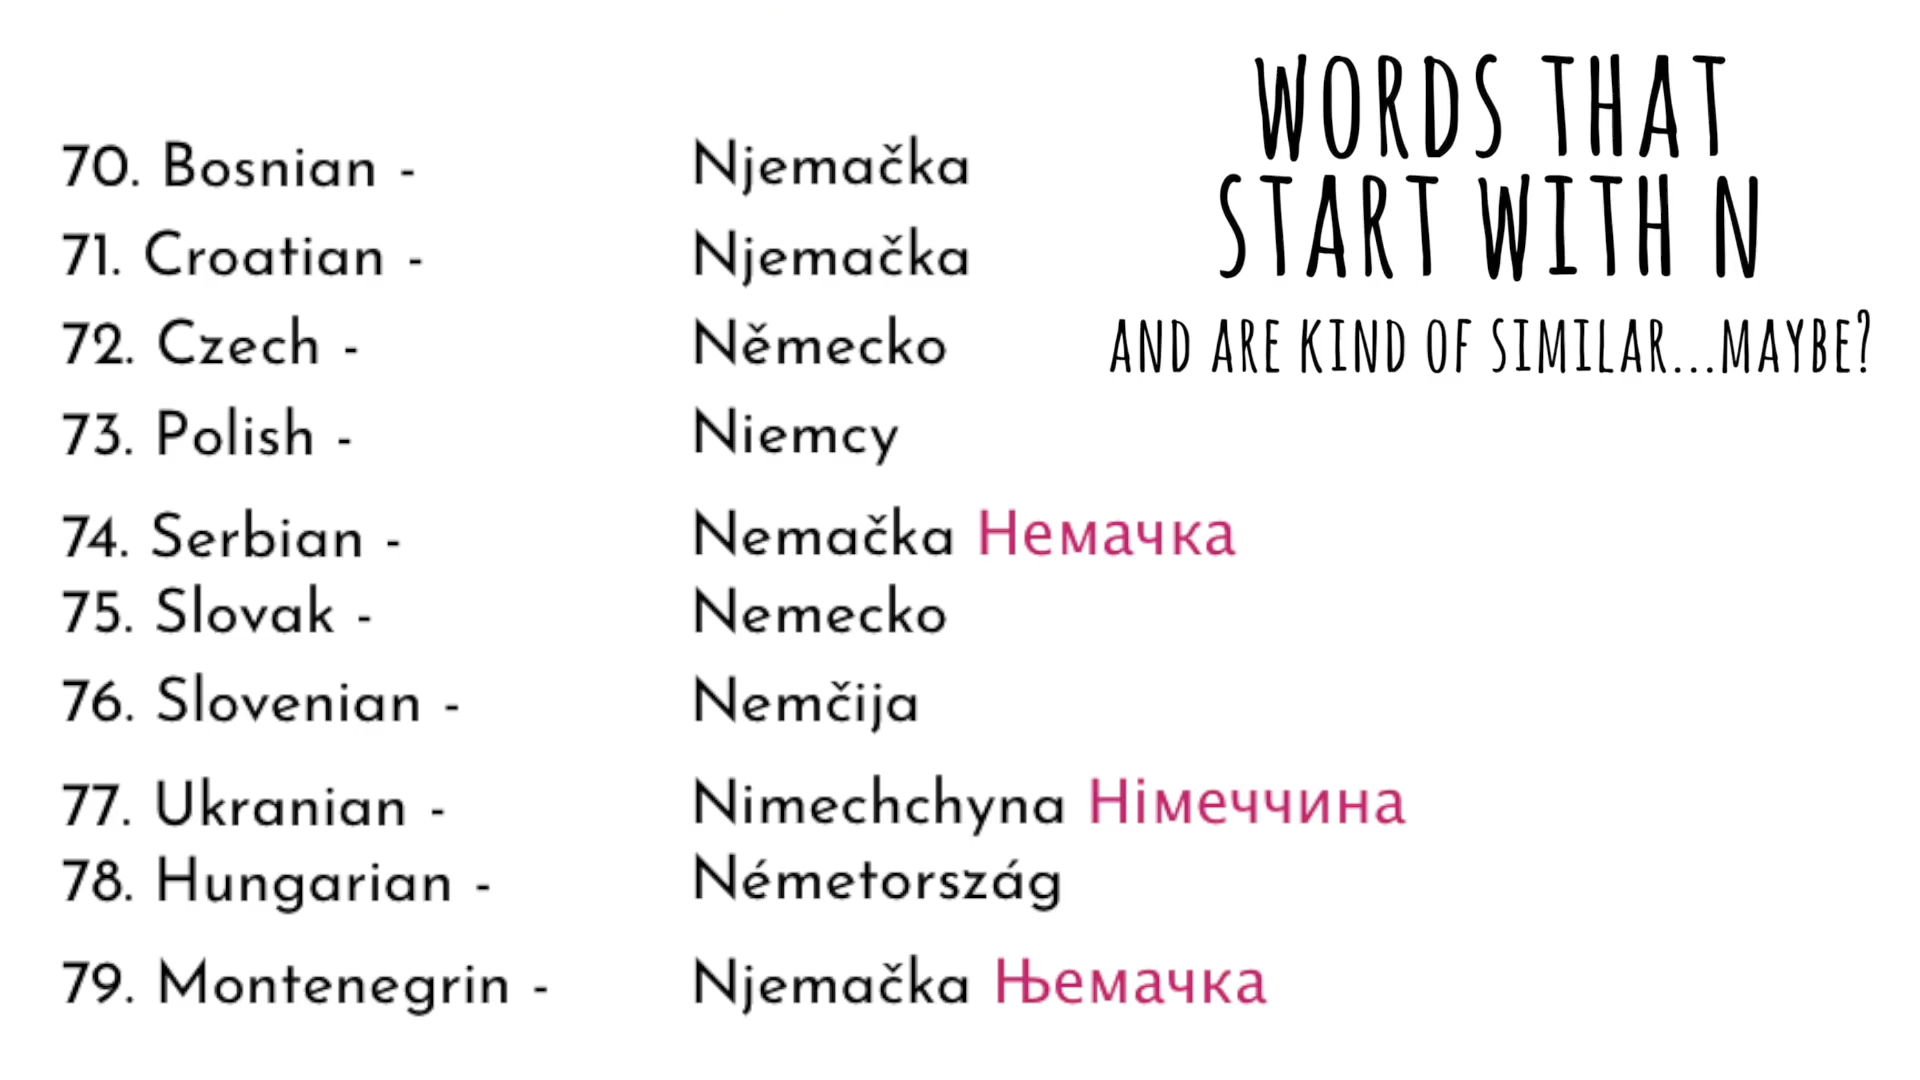 WORDS THAT
START WITH N
AND ARE KIND OF SIMILAR...MAYBE?
70. Bosnian - Njemačka
71. Croatian - Njemačka
72. Czech - Německo
73. Polish - Niemcy
74. Serbian - Nemačka Немачка
75. Slovak - Nemecko
76. Slovenian - Nemčija
77. Ukranian - Nimechchyna Німеччина
78. Hungarian - Németország
79. Montenegrin - Njemačka Њемачка